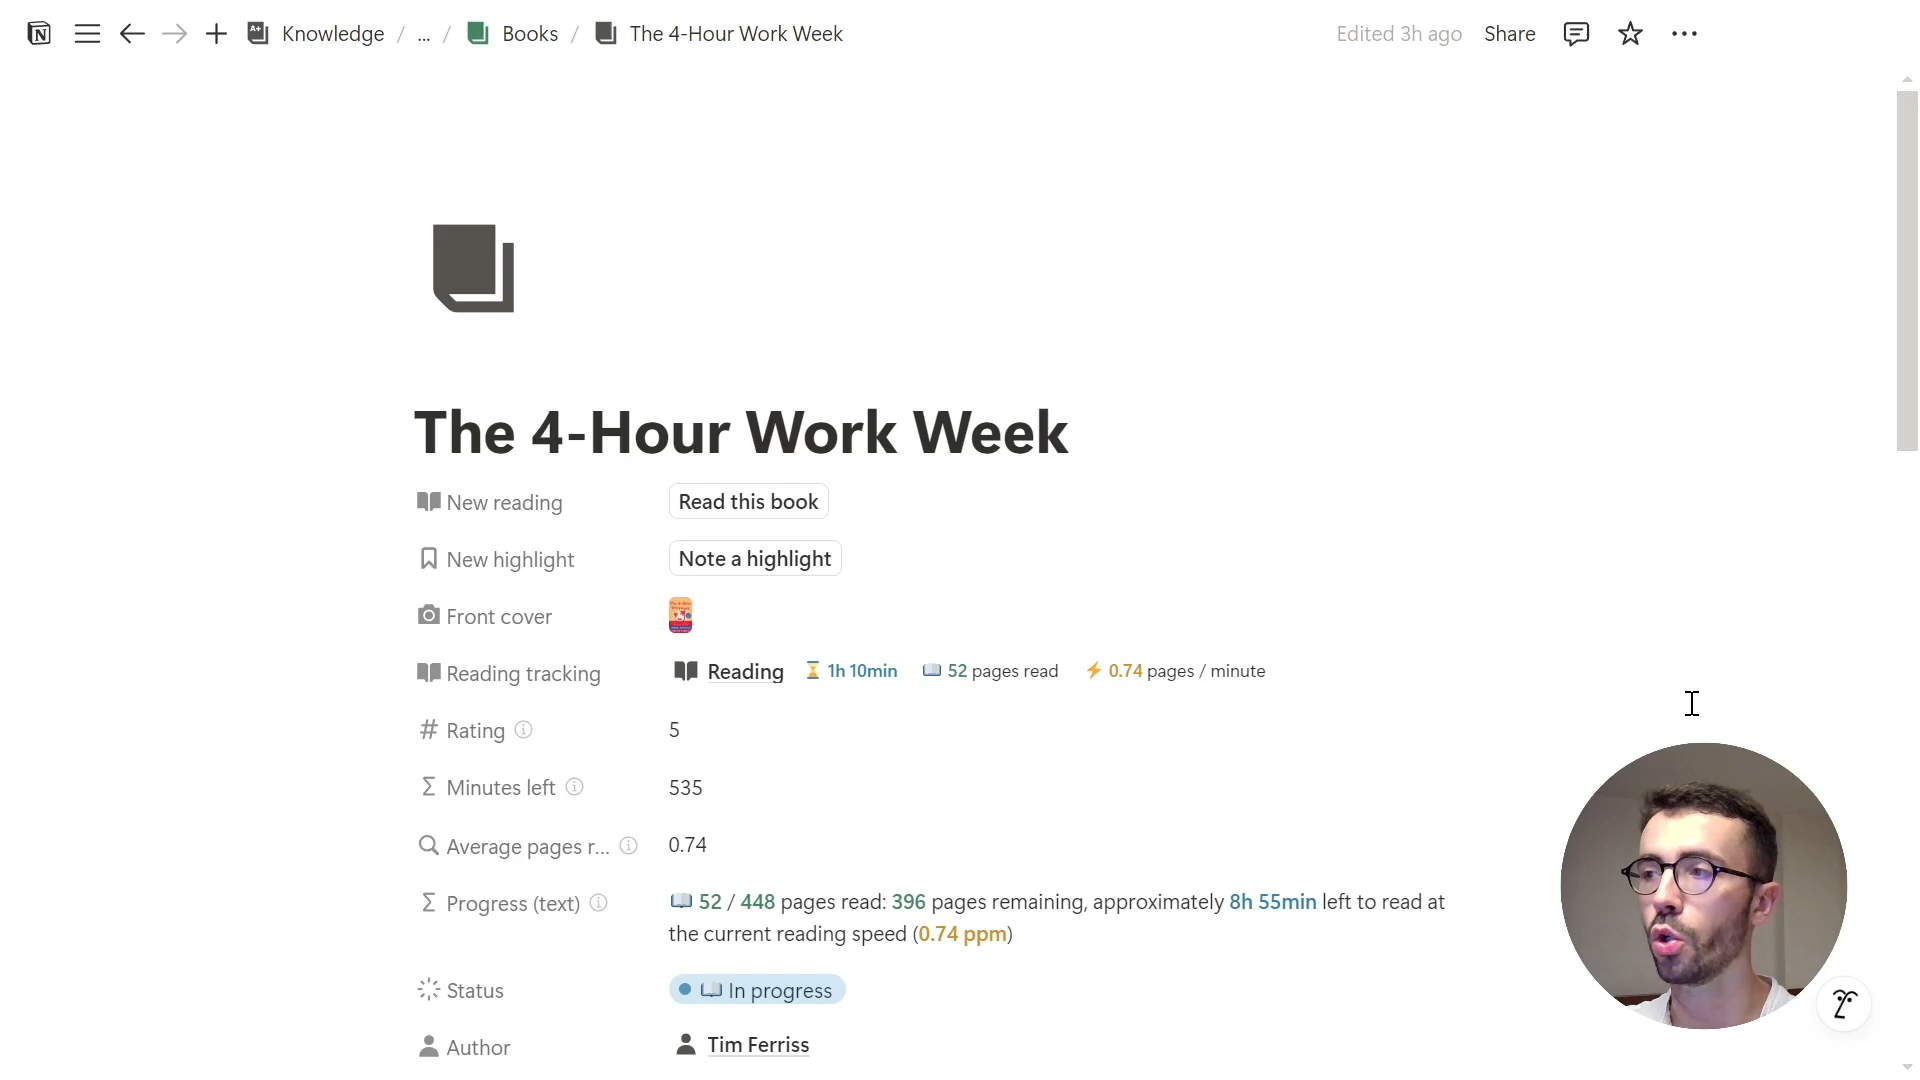 Knowledge / ... / Books / The 4-Hour Work Week
Edited 3h ago Share
The 4-Hour Work Week
New reading Read this book
New highlight Note a highlight
Front cover
Reading tracking Reading ⏳ 1h 10min 📖 52 pages read ⚡ 0.74 pages / minute
Rating 5
Minutes left 535
Average pages r... 0.74
Progress (text) 📖 52 / 448 pages read: 396 pages remaining, approximately 8h 55min left to read at
the current reading speed (0.74 ppm)
Status 📖 In progress
Author Tim Ferriss